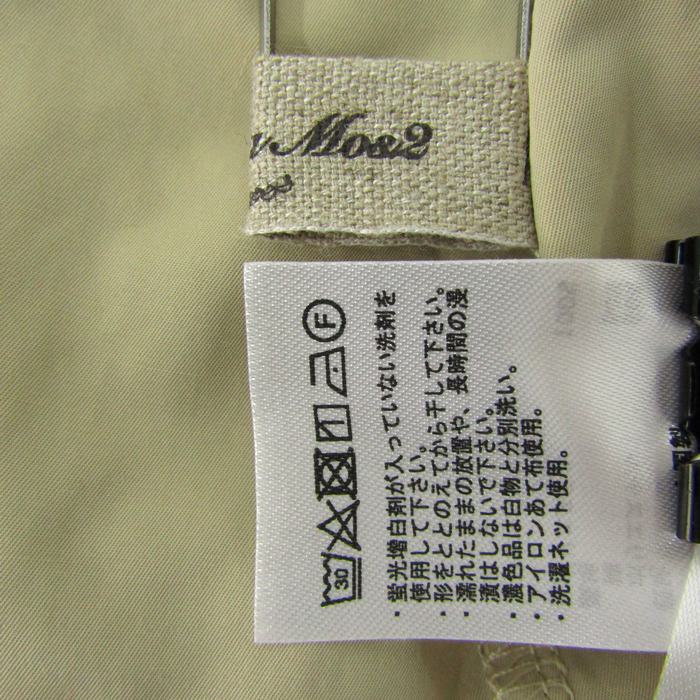 Mos2
30
F
・蛍光増白剤が入っていない洗剤を
使用して下さい。
・形をととのえてから干して下さい。
・濡れたままの放置や、長時間の浸
漬はしないで下さい。
・濃色品は白物と分別洗い。
・アイロンあて布使用。
・洗濯ネット使用。